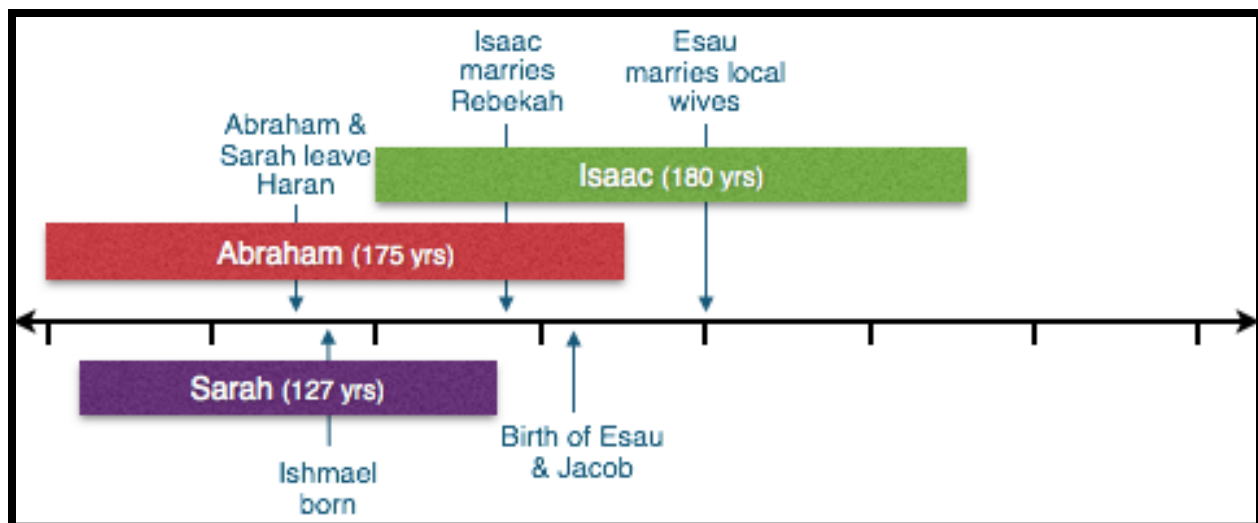 Isaac
marries
Rebekah
Esau
marries local
wives
Abraham &
Sarah leave
Haran
Isaac (180 yrs)
Abraham (175 yrs)
Sarah (127 yrs)
Birth of Esau
& Jacob
Ishmael
born